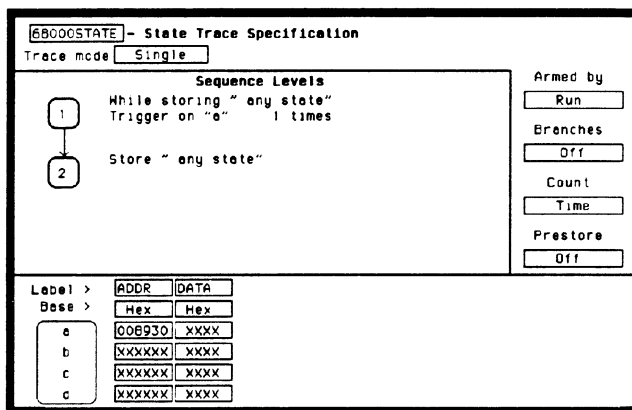 68000STATE - State Trace Specification
Trace mode Single
Sequence Levels
1
While storing " any state"
Trigger on "a" 1 times
2
Store " any state"
Armed by
Run
Branches
Off
Count
Time
Prestore
Off
Label > ADDR DATA
Base > Hex Hex
a 008930 XXXX
b XXXXXX XXXX
c XXXXXX XXXX
d XXXXXX XXXX